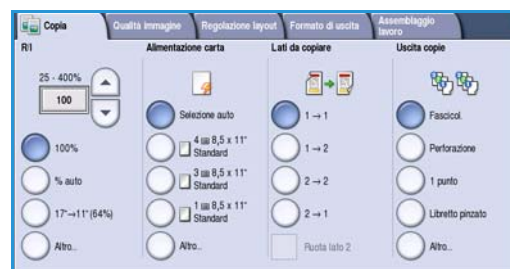 Copia
Qualità immagine
Regolazione layout
Formato di uscita
Assemblaggio lavoro
R/I
Alimentazione carta
Lati da copiare
Uscita copie
25 - 400%
100
100%
% auto
17"→11" (64%)
Altro...
Selezione auto
4 8,5 x 11"
Standard
3 8,5 x 11"
Standard
1 8,5 x 11"
Standard
Altro...
1 → 1
1 → 2
2 → 2
2 → 1
Ruota lato 2
Fascicol.
Perforazione
1 punto
Libretto pinzato
Altro...